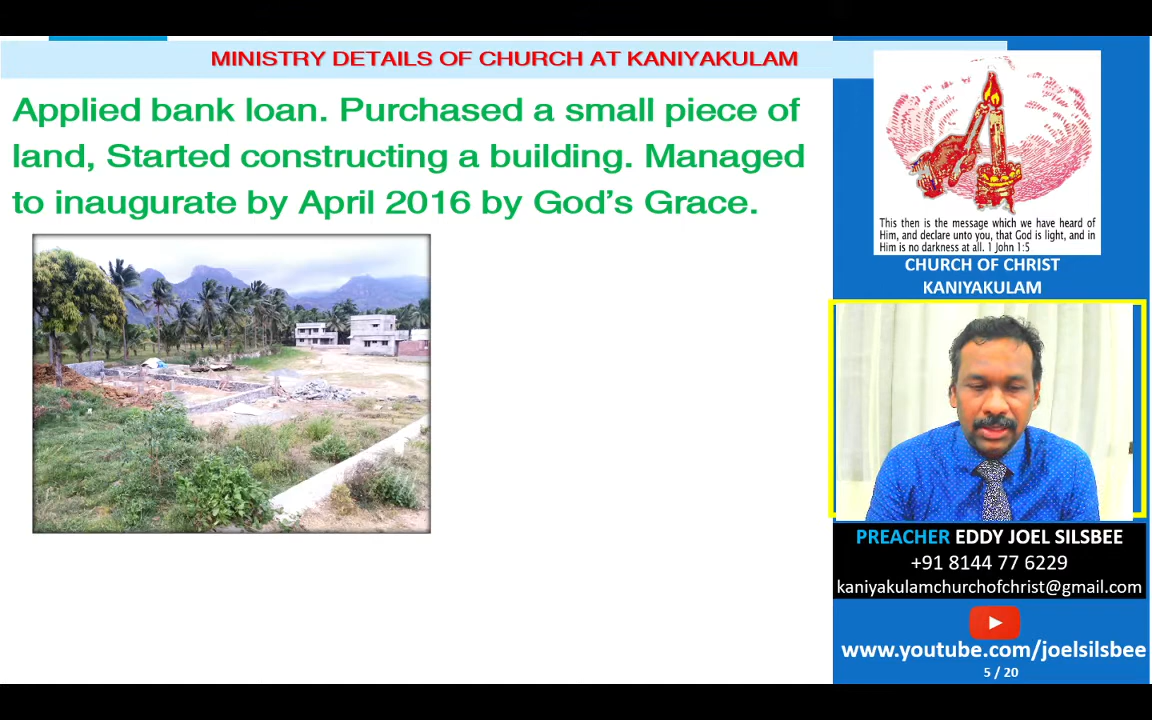 MINISTRY DETAILS OF CHURCH AT KANIYAKULAM
Applied bank loan. Purchased a small piece of
land, Started constructing a building. Managed
to inaugurate by April 2016 by God's Grace.
This then is the message which we have heard of
Him, and declare unto you, that God is light, and in
Him is no darkness at all. 1 John 1:5
CHURCH OF CHRIST
KANIYAKULAM
PREACHER EDDY JOEL SILSBEE
+91 8144 77 6229
kaniyakulamchurchofchrist@gmail.com
www.youtube.com/joelsilsbee
5 / 20